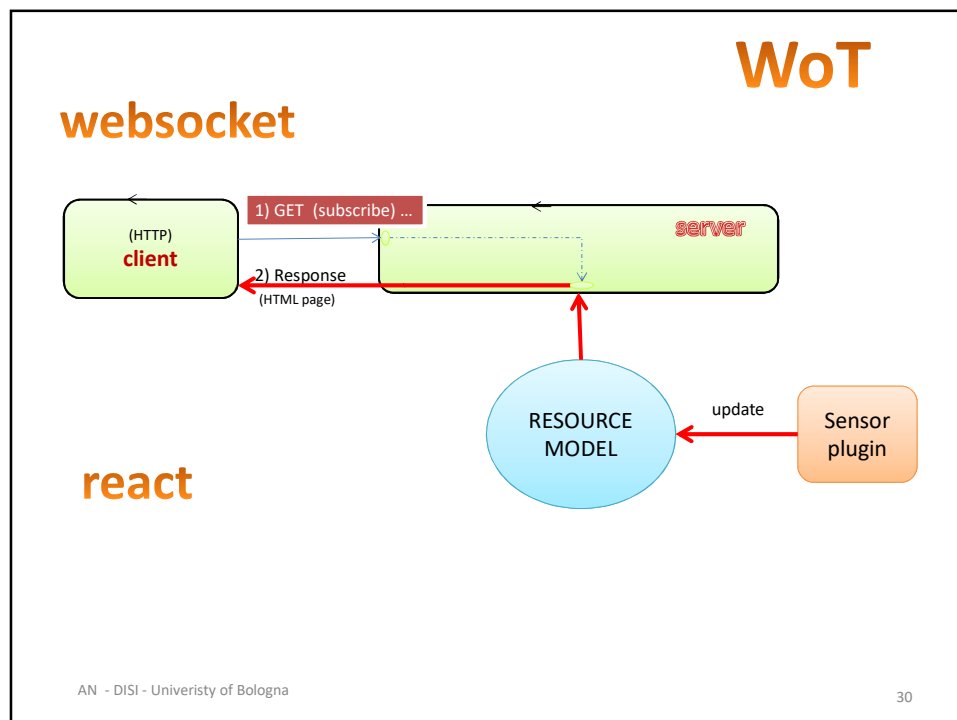 WoT
websocket
1) GET (subscribe) ...
server
(HTTP)
client
2) Response
(HTML page)
RESOURCE
MODEL
update
Sensor
plugin
react
AN - DISI - Univeristy of Bologna
30